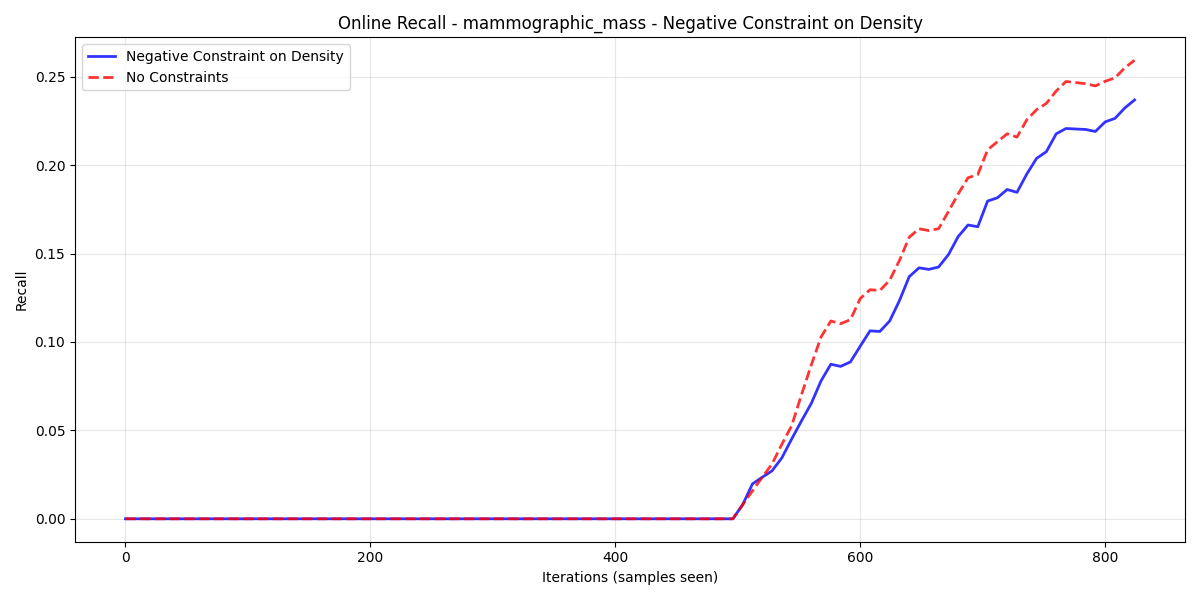 Online Recall - mammographic_mass - Negative Constraint on Density
Negative Constraint on Density
No Constraints
Recall
0.25
0.20
0.15
0.10
0.05
0.00
0 200 400 600 800
Iterations (samples seen)